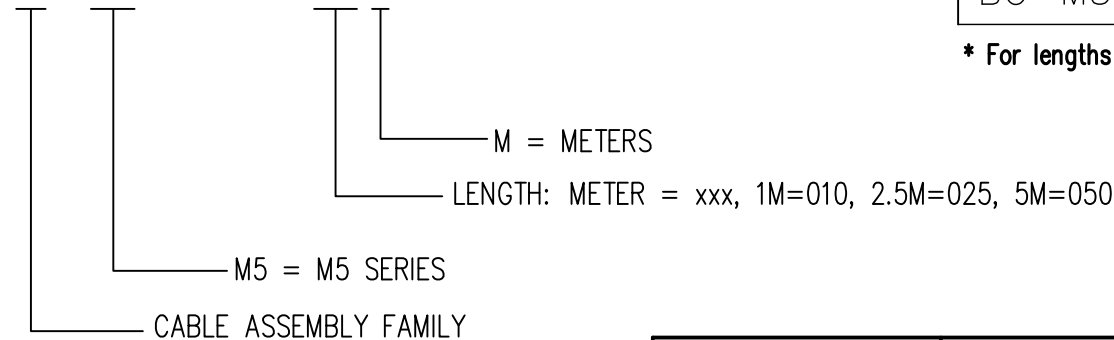 * For lengths
M = METERS
LENGTH: METER = xxx, 1M=010, 2.5M=025, 5M=050
M5 = M5 SERIES
CABLE ASSEMBLY FAMILY